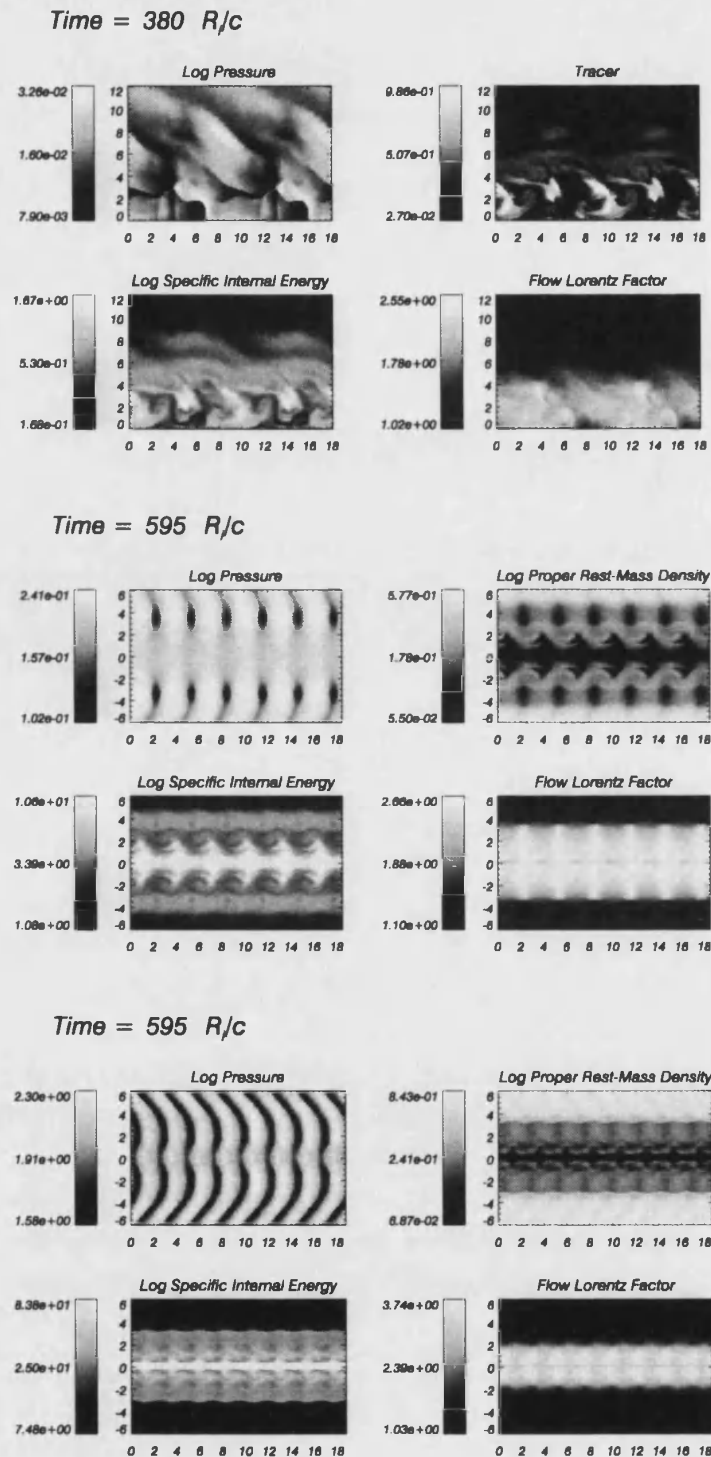 Time = 380 Rj/c
Log Pressure
3.26e-02
1.60e-02
7.90e-03
12
10
8
6
4
2
0
0 2 4 6 8 10 12 14 16 18
Tracer
9.86e-01
5.07e-01
2.70e-02
12
10
8
6
4
2
0
0 2 4 6 8 10 12 14 16 18
Log Specific Internal Energy
1.67e+00
5.30e-01
1.68e-01
12
10
8
6
4
2
0
0 2 4 6 8 10 12 14 16 18
Flow Lorentz Factor
2.55e+00
1.78e+00
1.02e+00
12
10
8
6
4
2
0
0 2 4 6 8 10 12 14 16 18
Time = 595 Rj/c
Log Pressure
2.41e-01
1.57e-01
1.02e-01
6
4
2
0
-2
-4
-6
0 2 4 6 8 10 12 14 16 18
Log Proper Rest-Mass Density
5.77e-01
1.78e-01
5.50e-02
6
4
2
0
-2
-4
-6
0 2 4 6 8 10 12 14 16 18
Log Specific Internal Energy
1.06e+01
3.39e+00
1.08e+00
6
4
2
0
-2
-4
-6
0 2 4 6 8 10 12 14 16 18
Flow Lorentz Factor
2.66e+00
1.88e+00
1.10e+00
6
4
2
0
-2
-4
-6
0 2 4 6 8 10 12 14 16 18
Time = 595 Rj/c
Log Pressure
2.30e+00
1.91e+00
1.58e+00
6
4
2
0
-2
-4
-6
0 2 4 6 8 10 12 14 16 18
Log Proper Rest-Mass Density
8.43e-01
2.41e-01
6.87e-02
6
4
2
0
-2
-4
-6
0 2 4 6 8 10 12 14 16 18
Log Specific Internal Energy
8.38e+01
2.50e+01
7.48e+00
6
4
2
0
-2
-4
-6
0 2 4 6 8 10 12 14 16 18
Flow Lorentz Factor
3.74e+00
2.39e+00
1.03e+00
6
4
2
0
-2
-4
-6
0 2 4 6 8 10 12 14 16 18